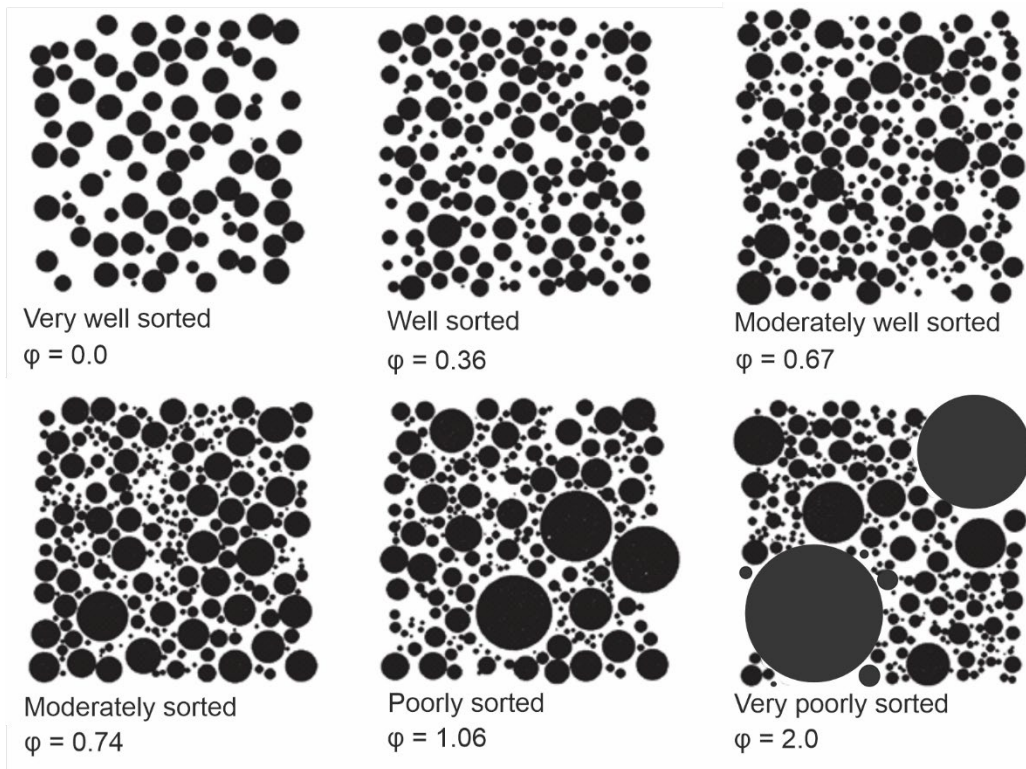 Very well sorted
φ = 0.0
Well sorted
φ = 0.36
Moderately well sorted
φ = 0.67
Moderately sorted
φ = 0.74
Poorly sorted
φ = 1.06
Very poorly sorted
φ = 2.0